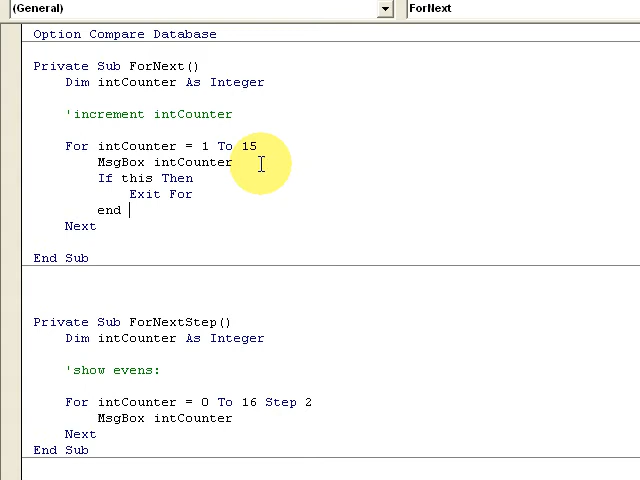 (General)
ForNext
Option Compare Database
Private Sub ForNext()
Dim intCounter As Integer
'increment intCounter
For intCounter = 1 To 15
MsgBox intCounter
If this Then
Exit For
end
Next
End Sub
Private Sub ForNextStep()
Dim intCounter As Integer
'show evens:
For intCounter = 0 To 16 Step 2
MsgBox intCounter
Next
End Sub